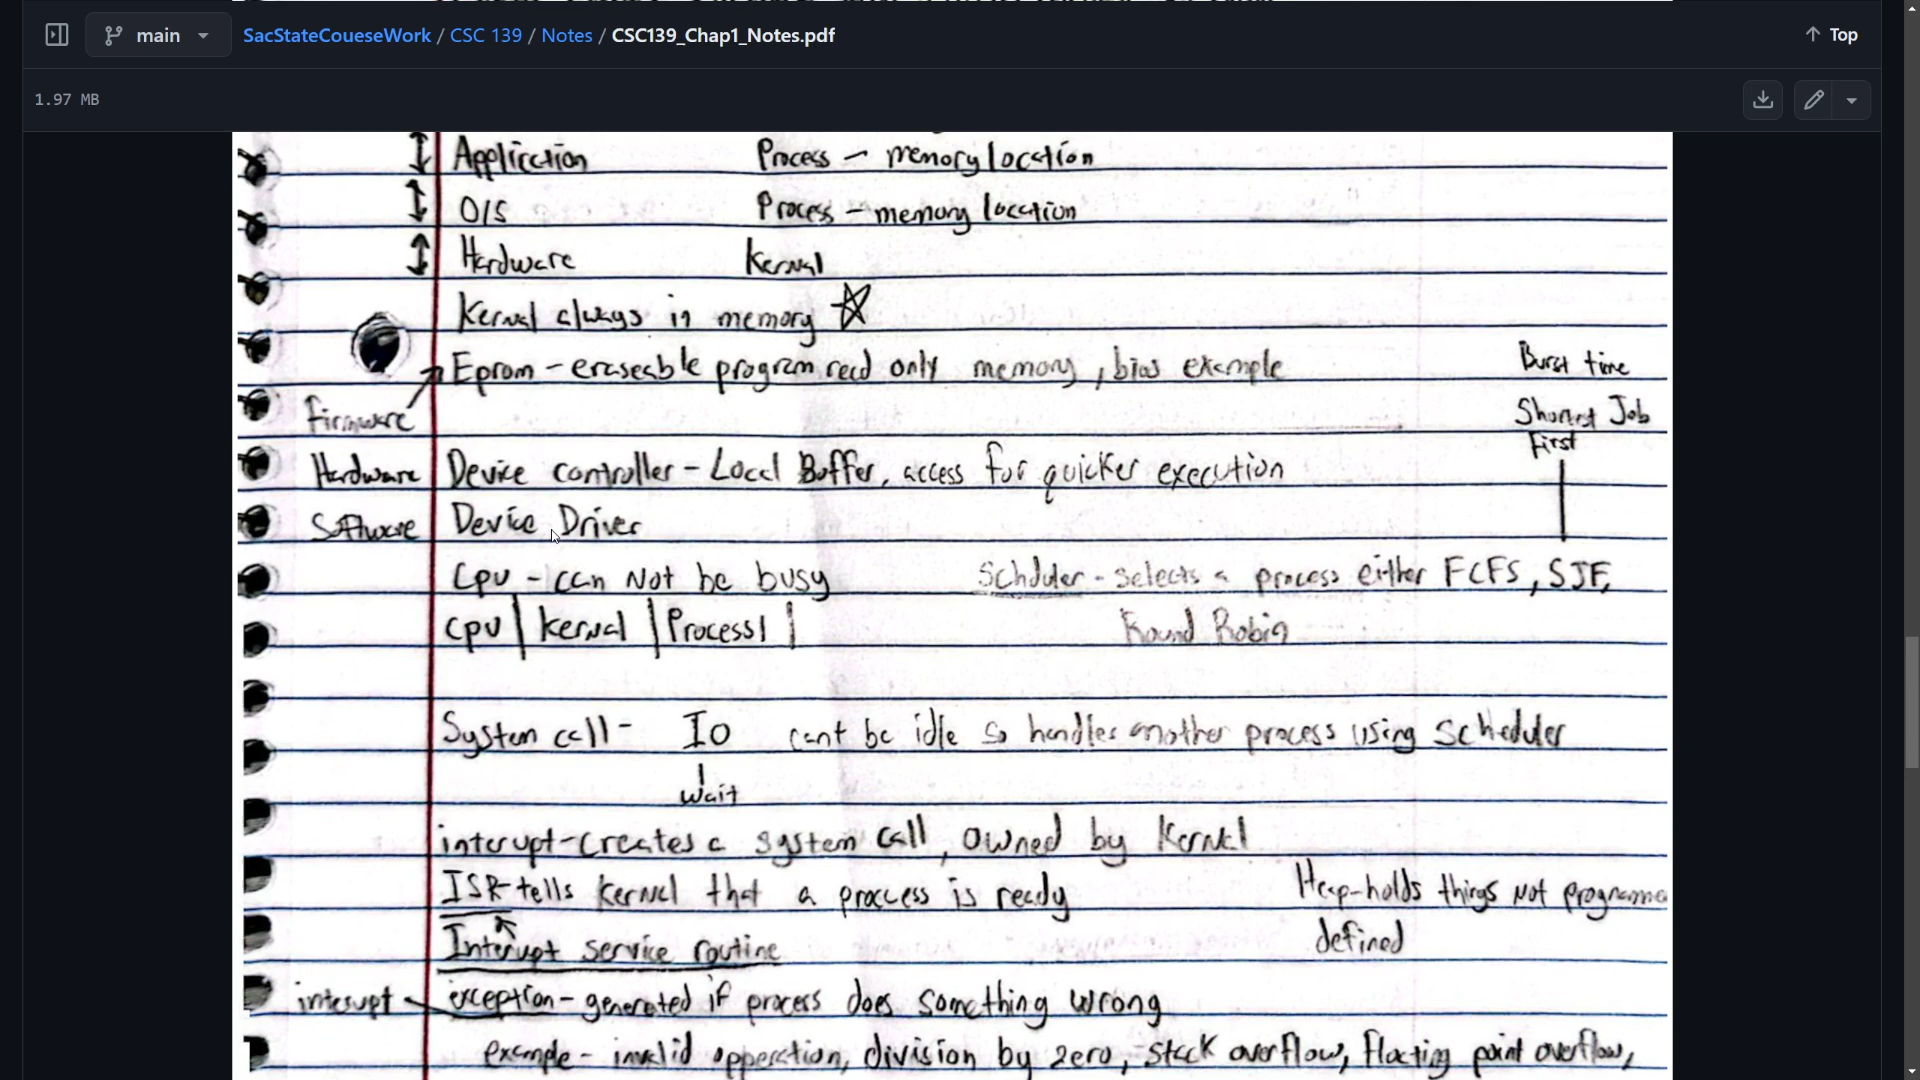 main SacStateCoueseWork / CSC 139 / Notes / CSC139_Chap1_Notes.pdf Top
1.97 MB
Application Process - memory location
O/S Process - memory location
Hardware Kernal
Kernal always in memory
Eprom - eraseable program read only memory, bios example Burst time
Firmware Shortest Job
First
Hardware Device controller - Local Buffer, access for quicker execution
Software Device Driver
Cpu - can Not be busy Schduler - selects a process either FCFS, SJF,
cpu | kernal | Process1 | Round Robin
System call - IO cant be idle so handles another process using scheduler
wait
interupt - creates a system call, owned by Kernal
ISR - tells kernal that a process is ready Heap - holds things not programme
defined
Interupt service routine
interupt exception - generated if process does something wrong
example - invalid opperation, division by zero, stack overflow, floating point overflow,